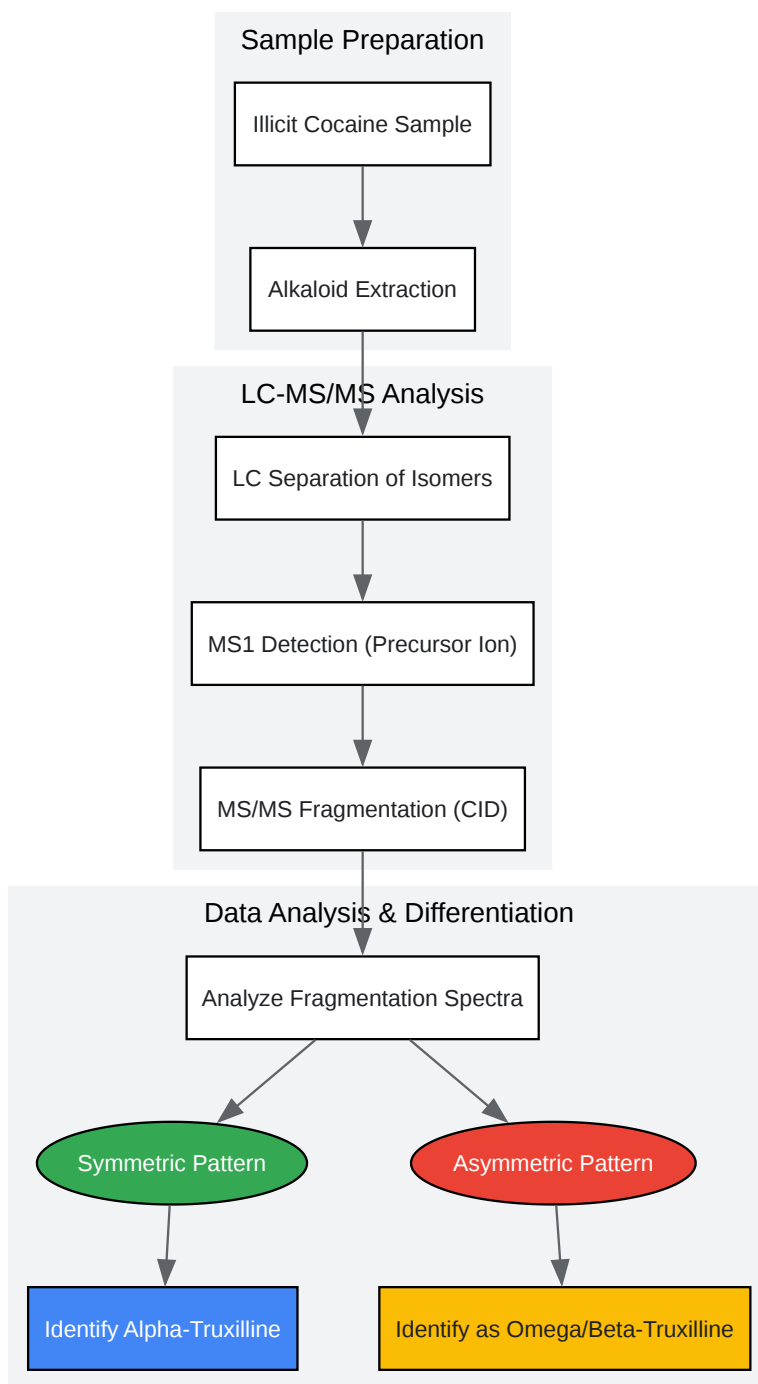 Sample Preparation
Illicit Cocaine Sample
Alkaloid Extraction
LC-MS/MS Analysis
LC Separation of Isomers
MS1 Detection (Precursor Ion)
MS/MS Fragmentation (CID)
Data Analysis & Differentiation
Analyze Fragmentation Spectra
Symmetric Pattern
Asymmetric Pattern
Identify Alpha-Truxilline
Identify as Omega/Beta-Truxilline